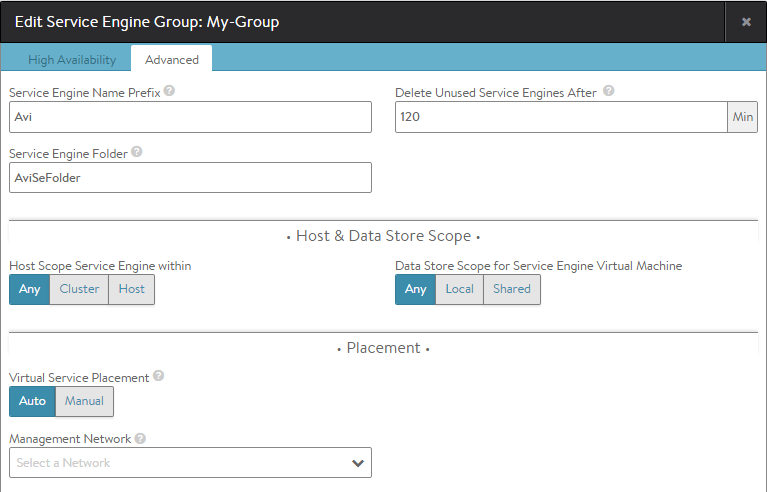 Edit Service Engine Group: My-Group ×
High Availability Advanced
Service Engine Name Prefix ? Delete Unused Service Engines After ?
Avi 120 Min
Service Engine Folder ?
AviSeFolder
• Host & Data Store Scope •
Host Scope Service Engine within Data Store Scope for Service Engine Virtual Machine
Any Cluster Host Any Local Shared
• Placement •
Virtual Service Placement ?
Auto Manual
Management Network ?
Select a Network